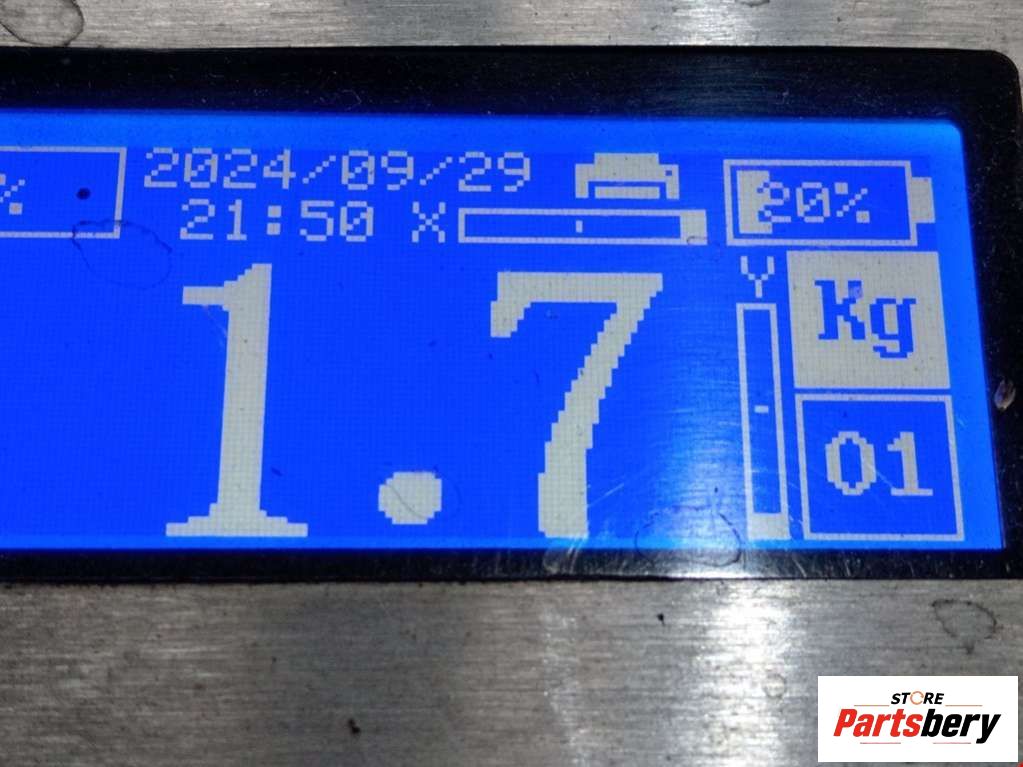 %
2024/09/29
21:50 X
20%
1.7
Y
Kg
01
STORE
Partsbery